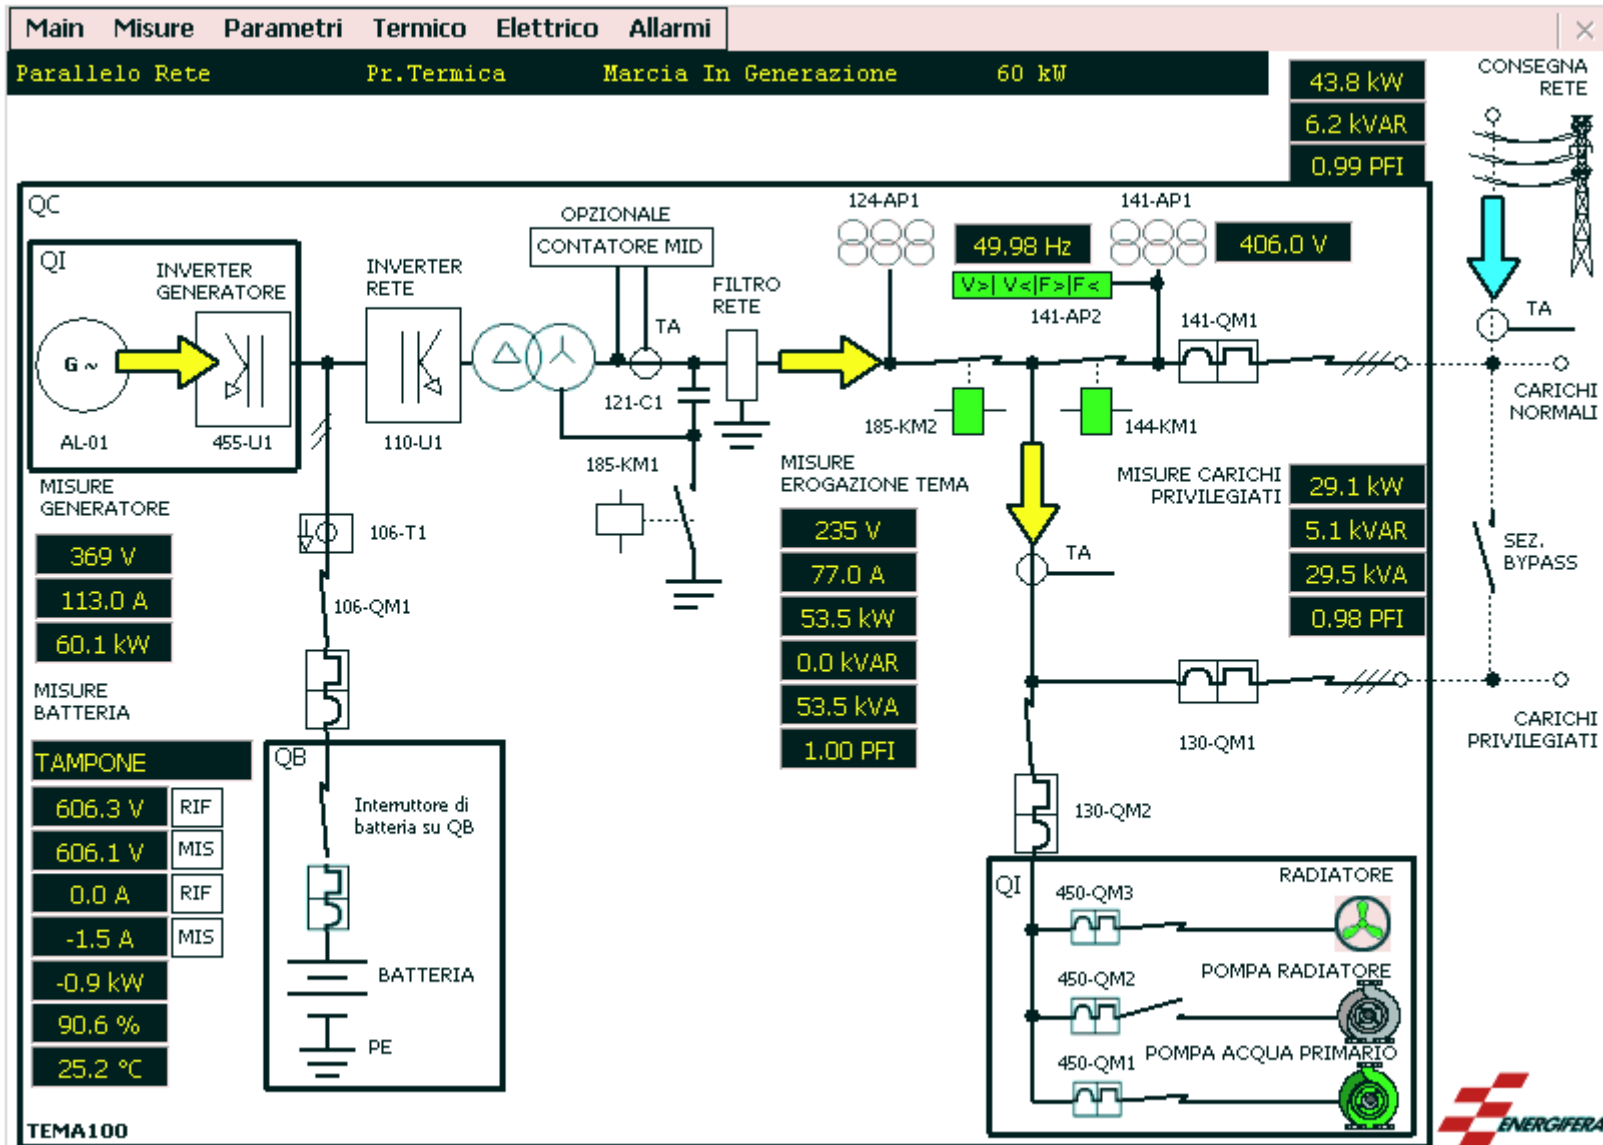 Main Misure Parametri Termico Elettrico Allarmi
Parallelo Rete Pr.Termica Marcia In Generazione 60 kW
43.8 kW
6.2 kVAR
0.99 PFI
CONSEGNA
RETE
QC
QI
INVERTER
GENERATORE
G ~
AL-01
455-U1
INVERTER
RETE
110-U1
OPZIONALE
CONTATORE MID
TA
121-C1
FILTRO
RETE
185-KM1
124-AP1
49.98 Hz
V>| V<|F>|F<
141-AP2
141-AP1
406.0 V
141-QM1
185-KM2
144-KM1
TA
CARICHI
NORMALI
SEZ.
BYPASS
CARICHI
PRIVILEGIATI
MISURE
GENERATORE
369 V
113.0 A
60.1 kW
106-T1
106-QM1
MISURE
EROGAZIONE TEMA
235 V
77.0 A
53.5 kW
0.0 kVAR
53.5 kVA
1.00 PFI
TA
MISURE CARICHI
PRIVILEGIATI
29.1 kW
5.1 kVAR
29.5 kVA
0.98 PFI
130-QM1
130-QM2
MISURE
BATTERIA
TAMPONE
606.3 V RIF
606.1 V MIS
0.0 A RIF
-1.5 A MIS
-0.9 kW
90.6 %
25.2 °C
QB
Interruttore di
batteria su QB
BATTERIA
PE
QI
RADIATORE
450-QM3
POMPA RADIATORE
450-QM2
POMPA ACQUA PRIMARIO
450-QM1
TEMA100
ENERGIFERA